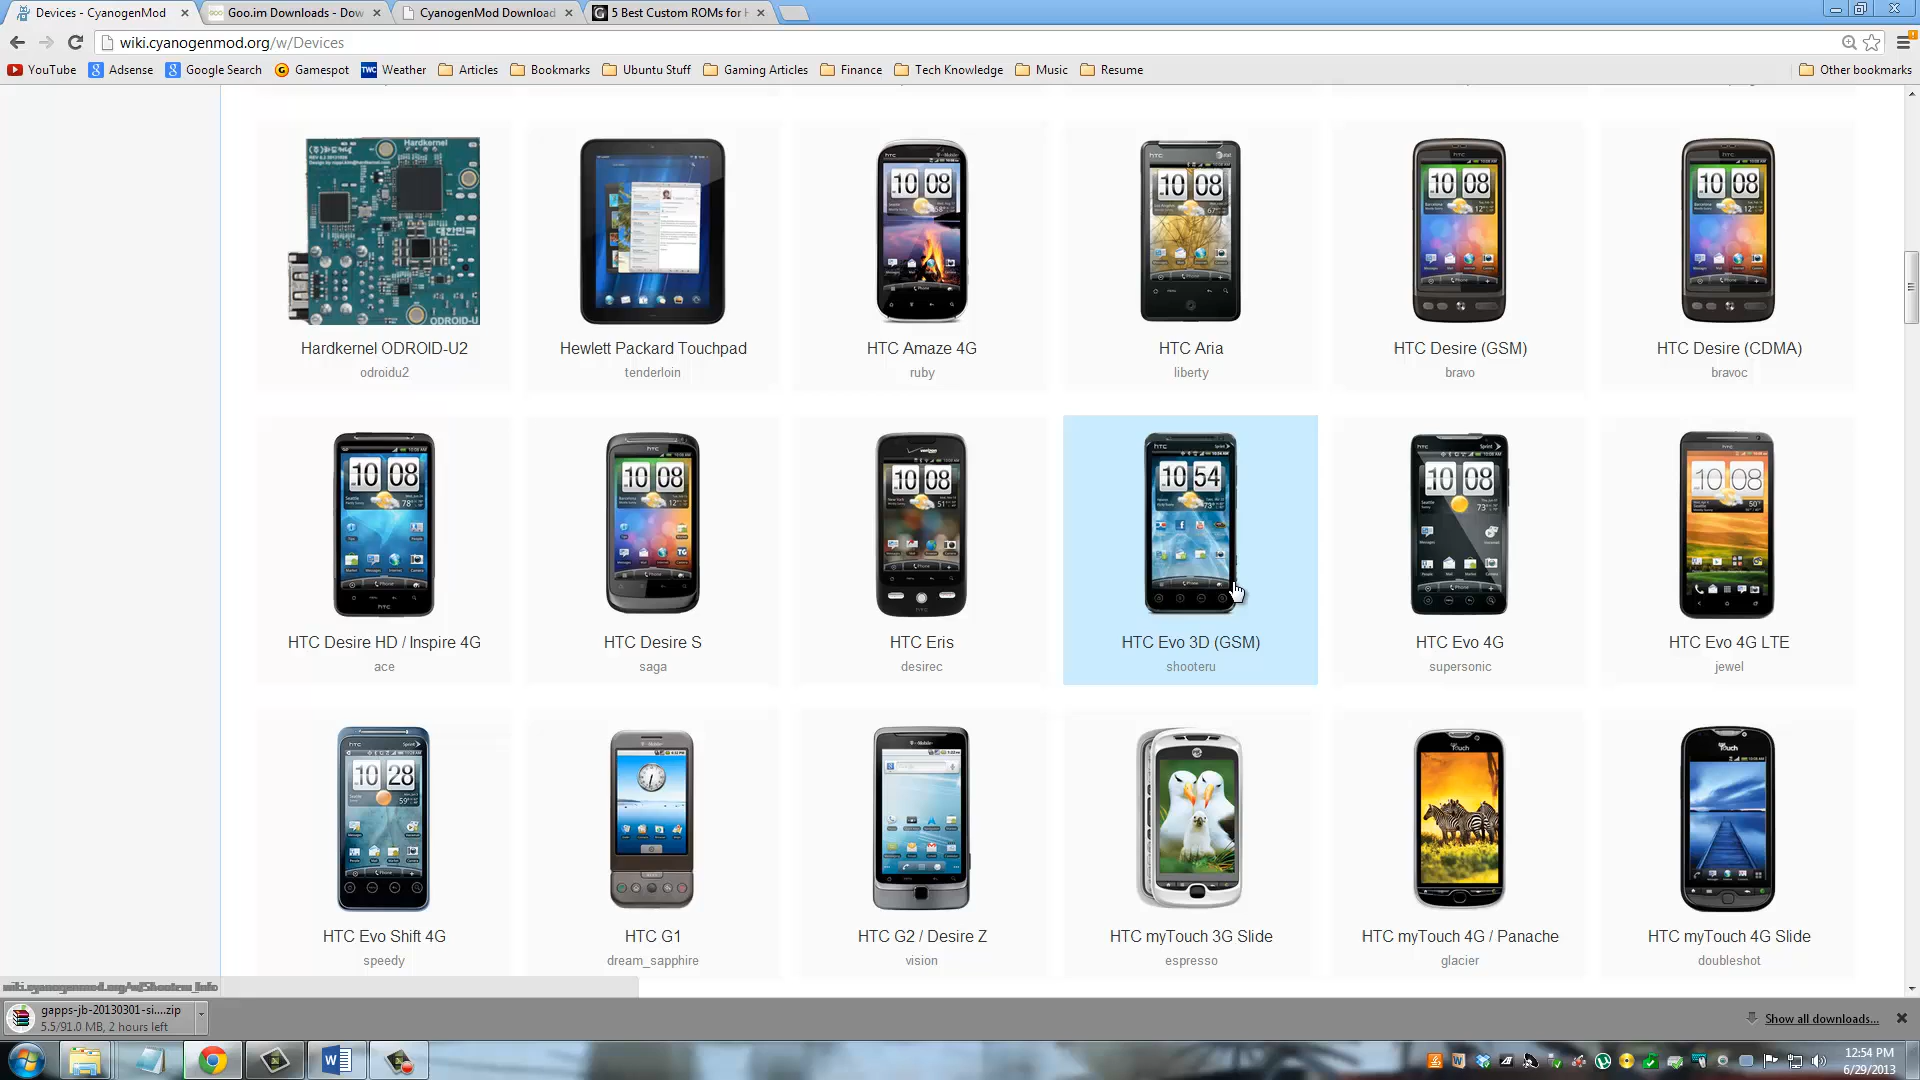 Devices - CyanogenMod
Goo.im Downloads - Dow
CyanogenMod Download
5 Best Custom ROMs for H
wiki.cyanogenmod.org/w/Devices
YouTube
Adsense
Google Search
Gamespot
TWC Weather
Articles
Bookmarks
Ubuntu Stuff
Gaming Articles
Finance
Tech Knowledge
Music
Resume
Other bookmarks
Hardkernel ODROID-U2
odroidu2
Hewlett Packard Touchpad
tenderloin
HTC Amaze 4G
ruby
HTC Aria
liberty
HTC Desire (GSM)
bravo
HTC Desire (CDMA)
bravoc
HTC Desire HD / Inspire 4G
ace
HTC Desire S
saga
HTC Eris
desirec
HTC Evo 3D (GSM)
shooteru
HTC Evo 4G
supersonic
HTC Evo 4G LTE
jewel
HTC Evo Shift 4G
speedy
HTC G1
dream_sapphire
HTC G2 / Desire Z
vision
HTC myTouch 3G Slide
espresso
HTC myTouch 4G / Panache
glacier
HTC myTouch 4G Slide
doubleshot
wiki.cyanogenmod.org/w/Shooteru_Info
gapps-jb-20130301-si....zip
5.5/91.0 MB, 2 hours left
Show all downloads...
12:54 PM
6/29/2013